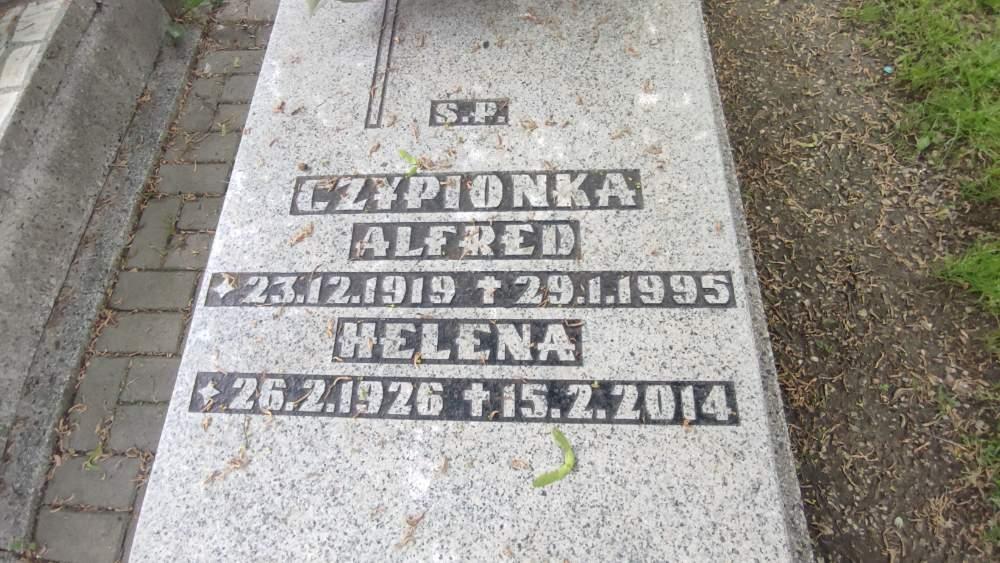 S.P.
CZYPIONKA
ALFRED
✦23.12.1919 ✝29.1.1995
HELENA
✦26.2.1926 ✝15.2.2014